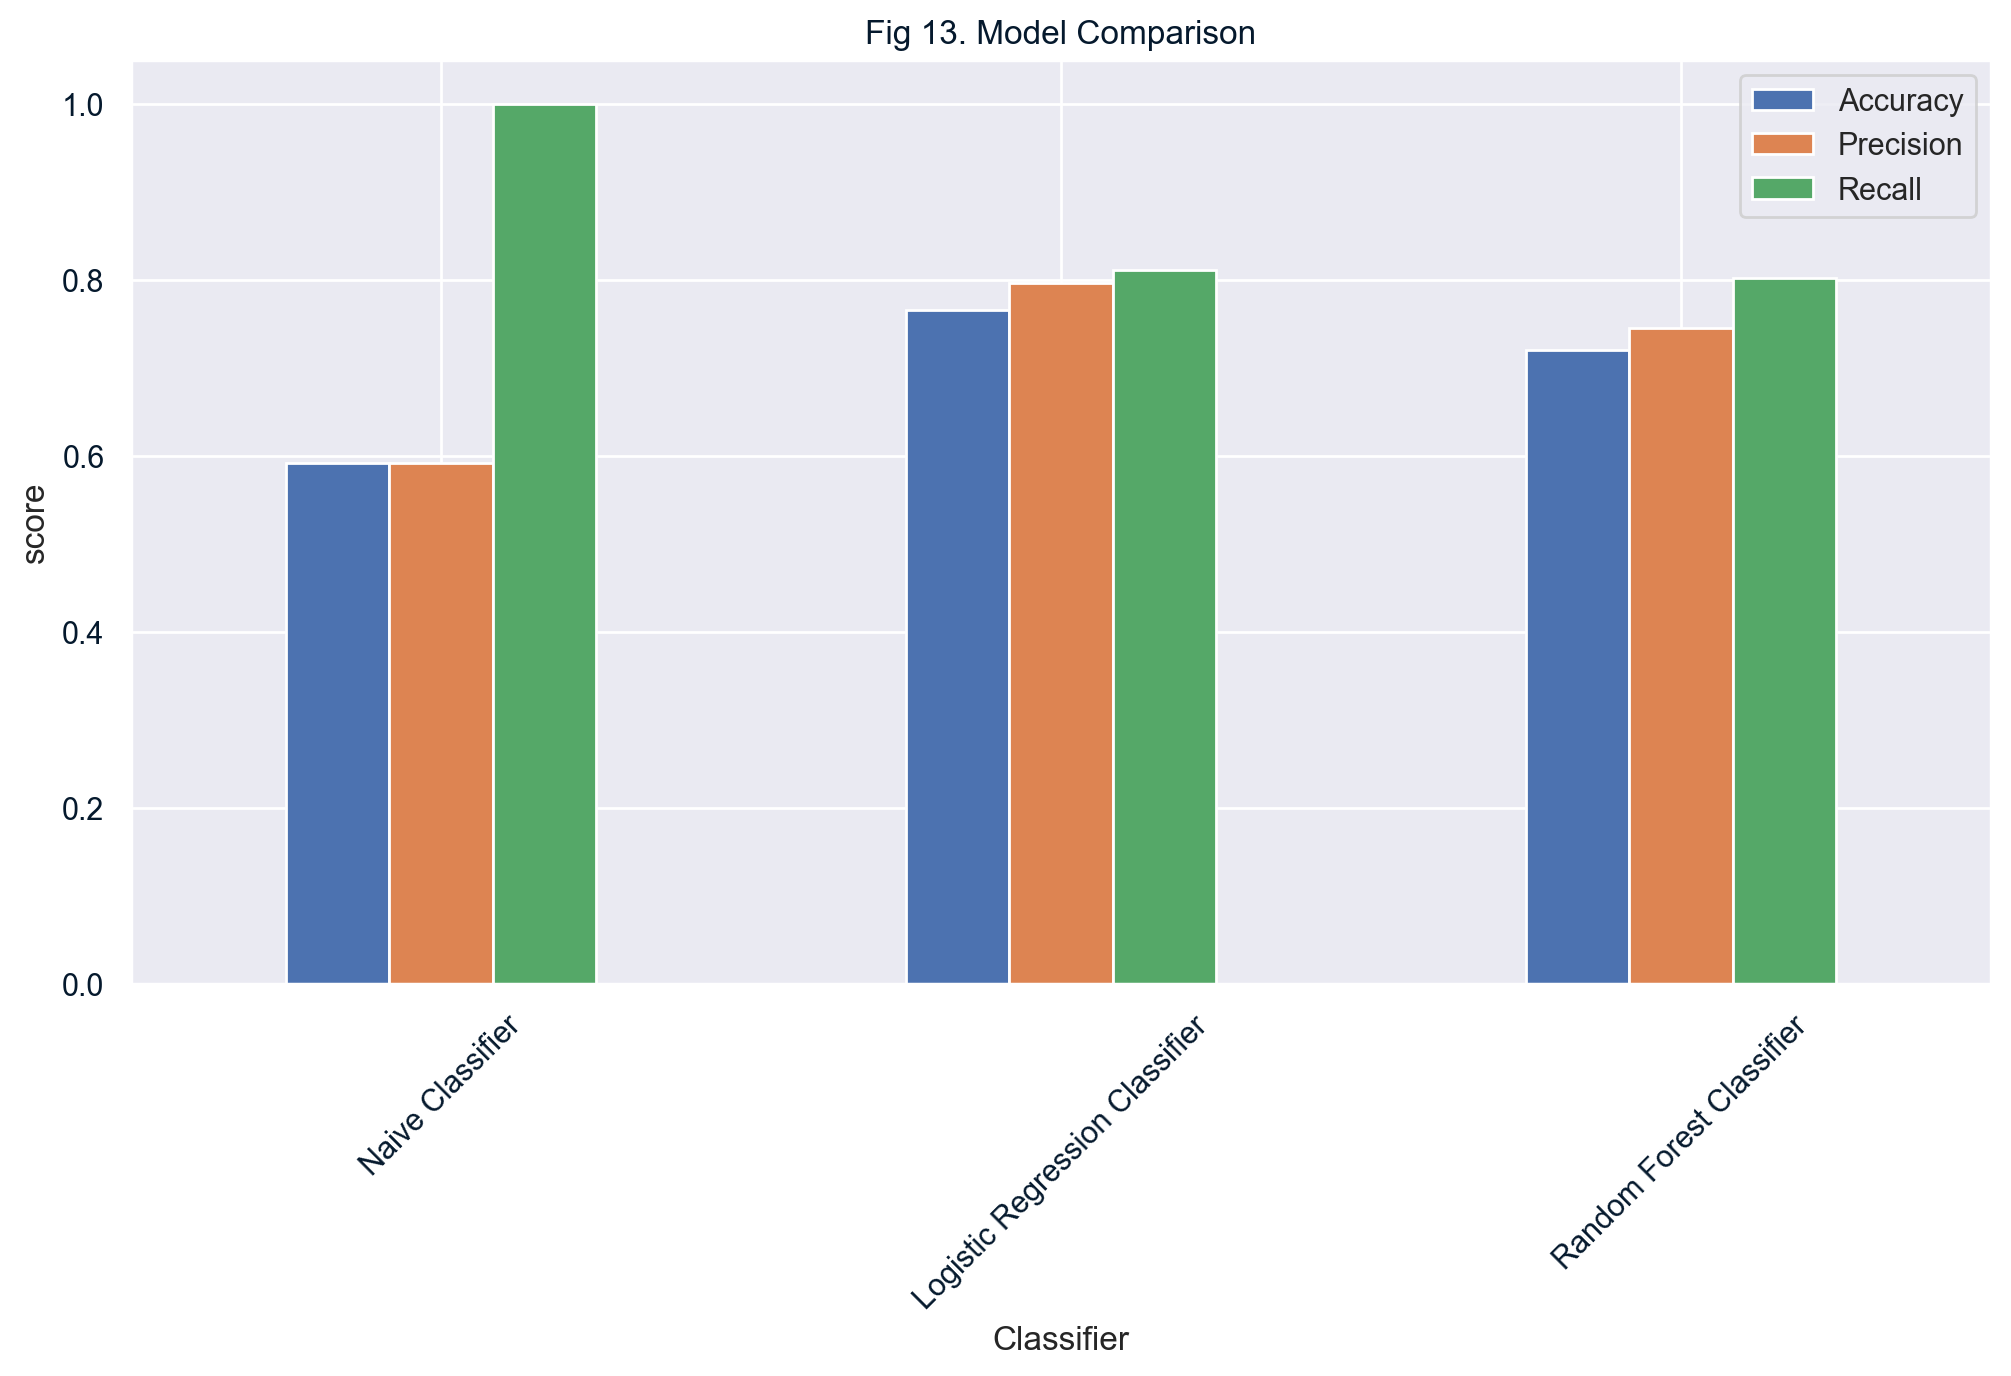 Fig 13. Model Comparison
Accuracy
Precision
Recall
1.0
0.8
0.6
0.4
0.2
0.0
score
Naive Classifier
Logistic Regression Classifier
Random Forest Classifier
Classifier